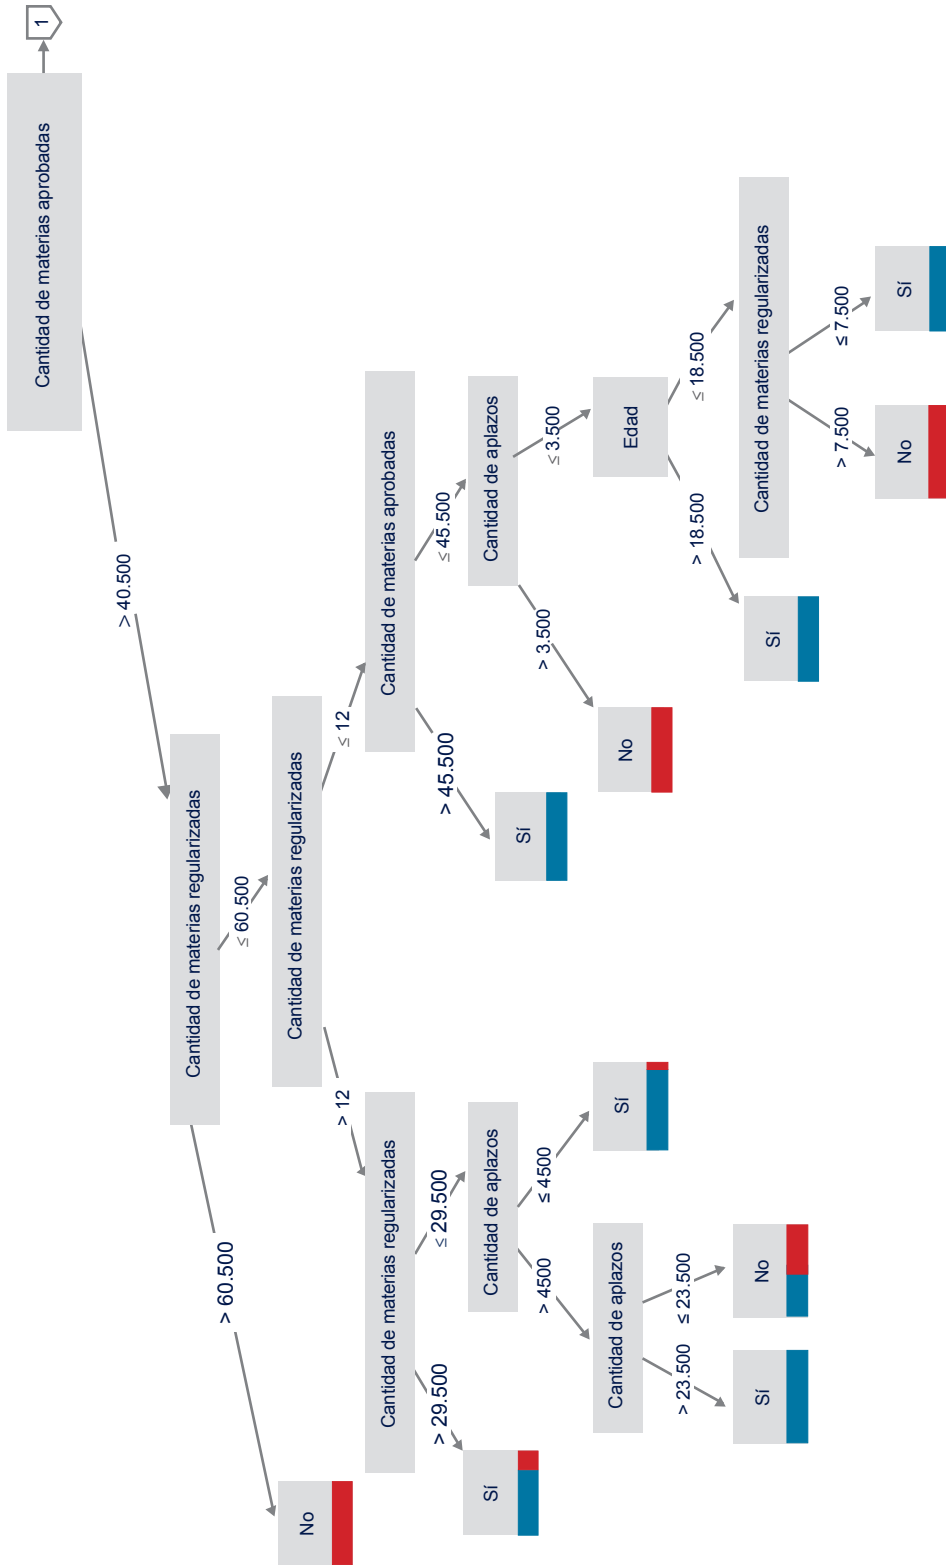 Cantidad de materias aprobadas
1
> 40.500
Cantidad de materias regularizadas
> 60.500
≤ 60.500
No
Cantidad de materias regularizadas
> 12
≤ 12
Cantidad de materias regularizadas
Cantidad de materias aprobadas
> 29.500
≤ 29.500
> 45.500
≤ 45.500
Sí
Cantidad de aplazos
Sí
Cantidad de aplazos
> 4500
≤ 4500
> 3.500
≤ 3.500
Cantidad de aplazos
Sí
No
Edad
> 23.500
≤ 23.500
> 18.500
≤ 18.500
Sí
No
Sí
Cantidad de materias regularizadas
> 7.500
≤ 7.500
No
Sí